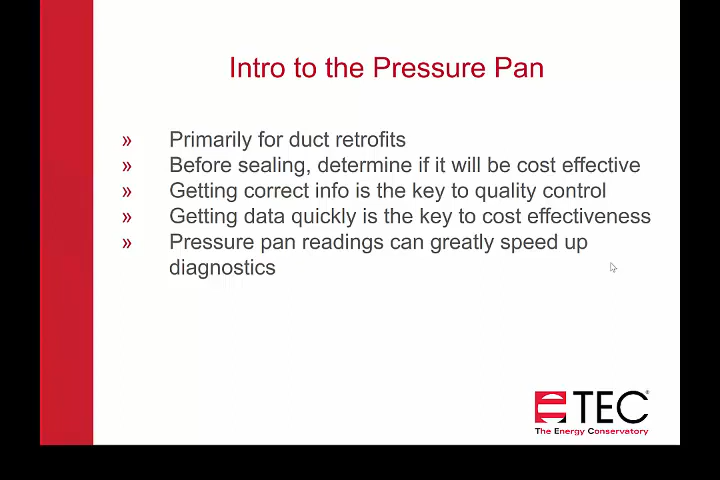 Intro to the Pressure Pan
» Primarily for duct retrofits
» Before sealing, determine if it will be cost effective
» Getting correct info is the key to quality control
» Getting data quickly is the key to cost effectiveness
» Pressure pan readings can greatly speed up
diagnostics
e TEC®
The Energy Conservatory